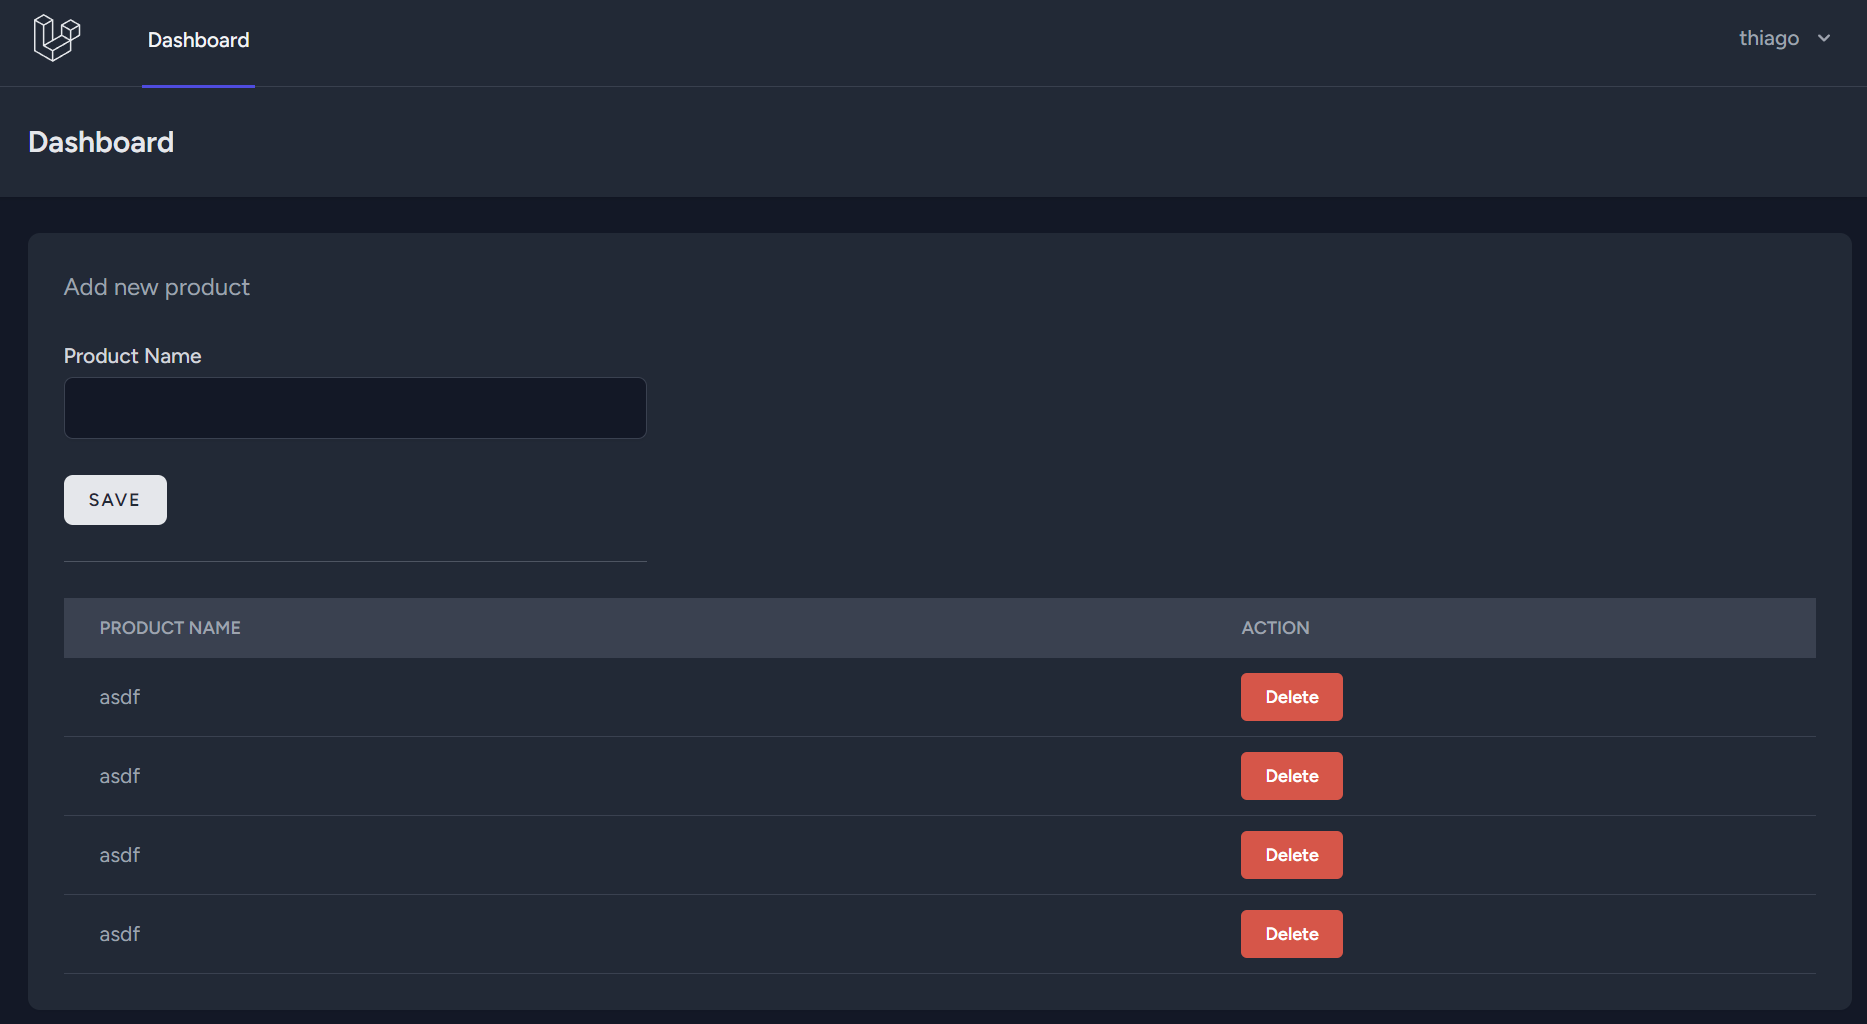 Dashboard
thiago
Dashboard
Add new product
Product Name
SAVE
PRODUCT NAME ACTION
asdf Delete
asdf Delete
asdf Delete
asdf Delete